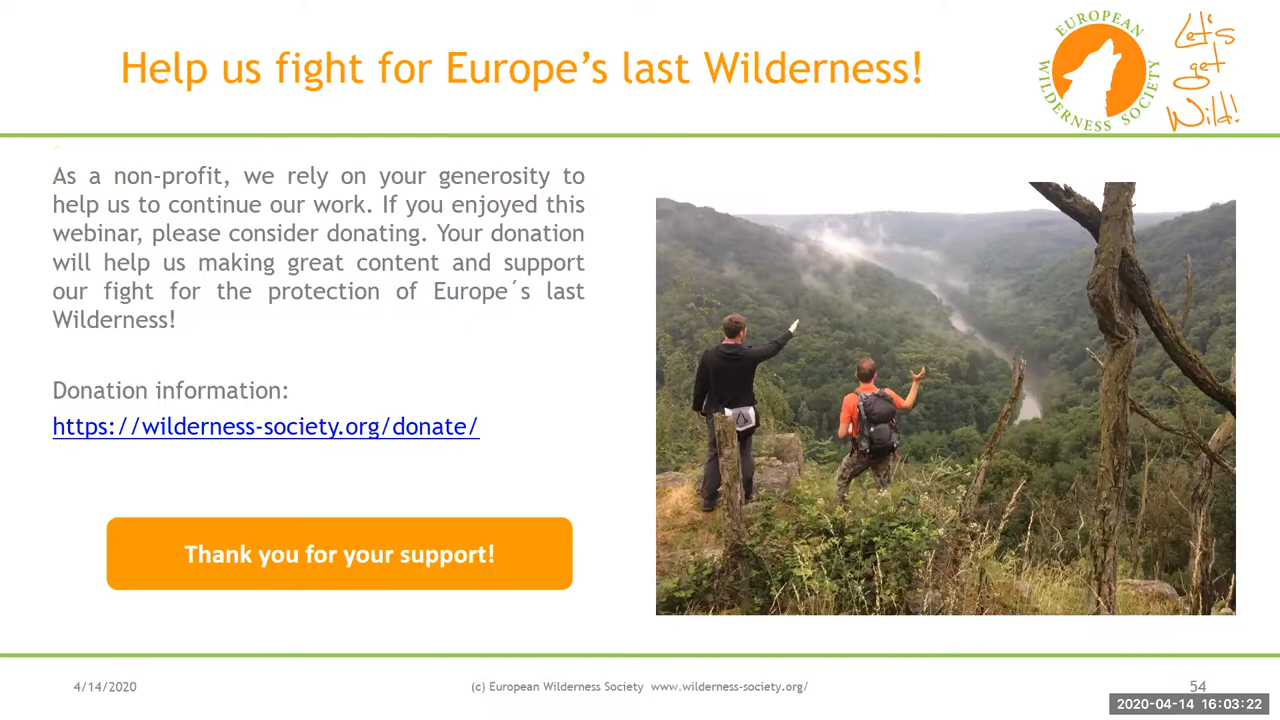 Help us fight for Europe's last Wilderness!
EUROPEAN
WILDERNESS SOCIETY
Let's
get
Wild!
As a non-profit, we rely on your generosity to
help us to continue our work. If you enjoyed this
webinar, please consider donating. Your donation
will help us making great content and support
our fight for the protection of Europe´s last
Wilderness!
Donation information:
https://wilderness-society.org/donate/
Thank you for your support!
4/14/2020
(c) European Wilderness Society www.wilderness-society.org/
54
2020-04-14 16:03:22